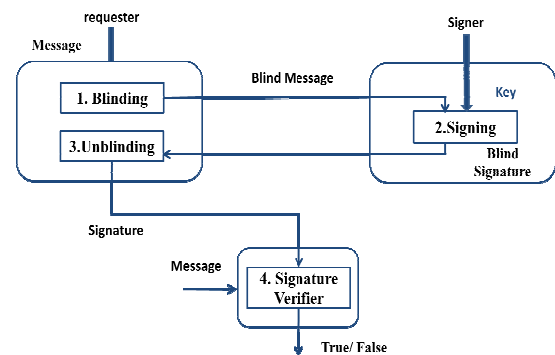 requester
Signer
Message
Blind Message
Key
1. Blinding
2.Signing
3.Unblinding
Blind
Signature
Signature
Message
4. Signature
Verifier
True/ False